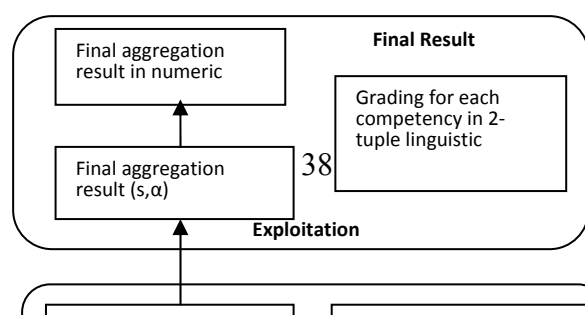 Final Result
Final aggregation
result in numeric
Grading for each
competency in 2-
tuple linguistic
Final aggregation
result (s,α)
38
Exploitation